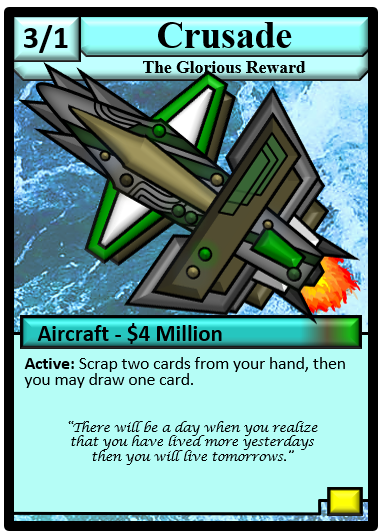 3/1
Crusade
The Glorious Reward
Aircraft - $4 Million
Active: Scrap two cards from your hand, then
you may draw one card.
"There will be a day when you realize
that you have lived more yesterdays
then you will live tomorrows."